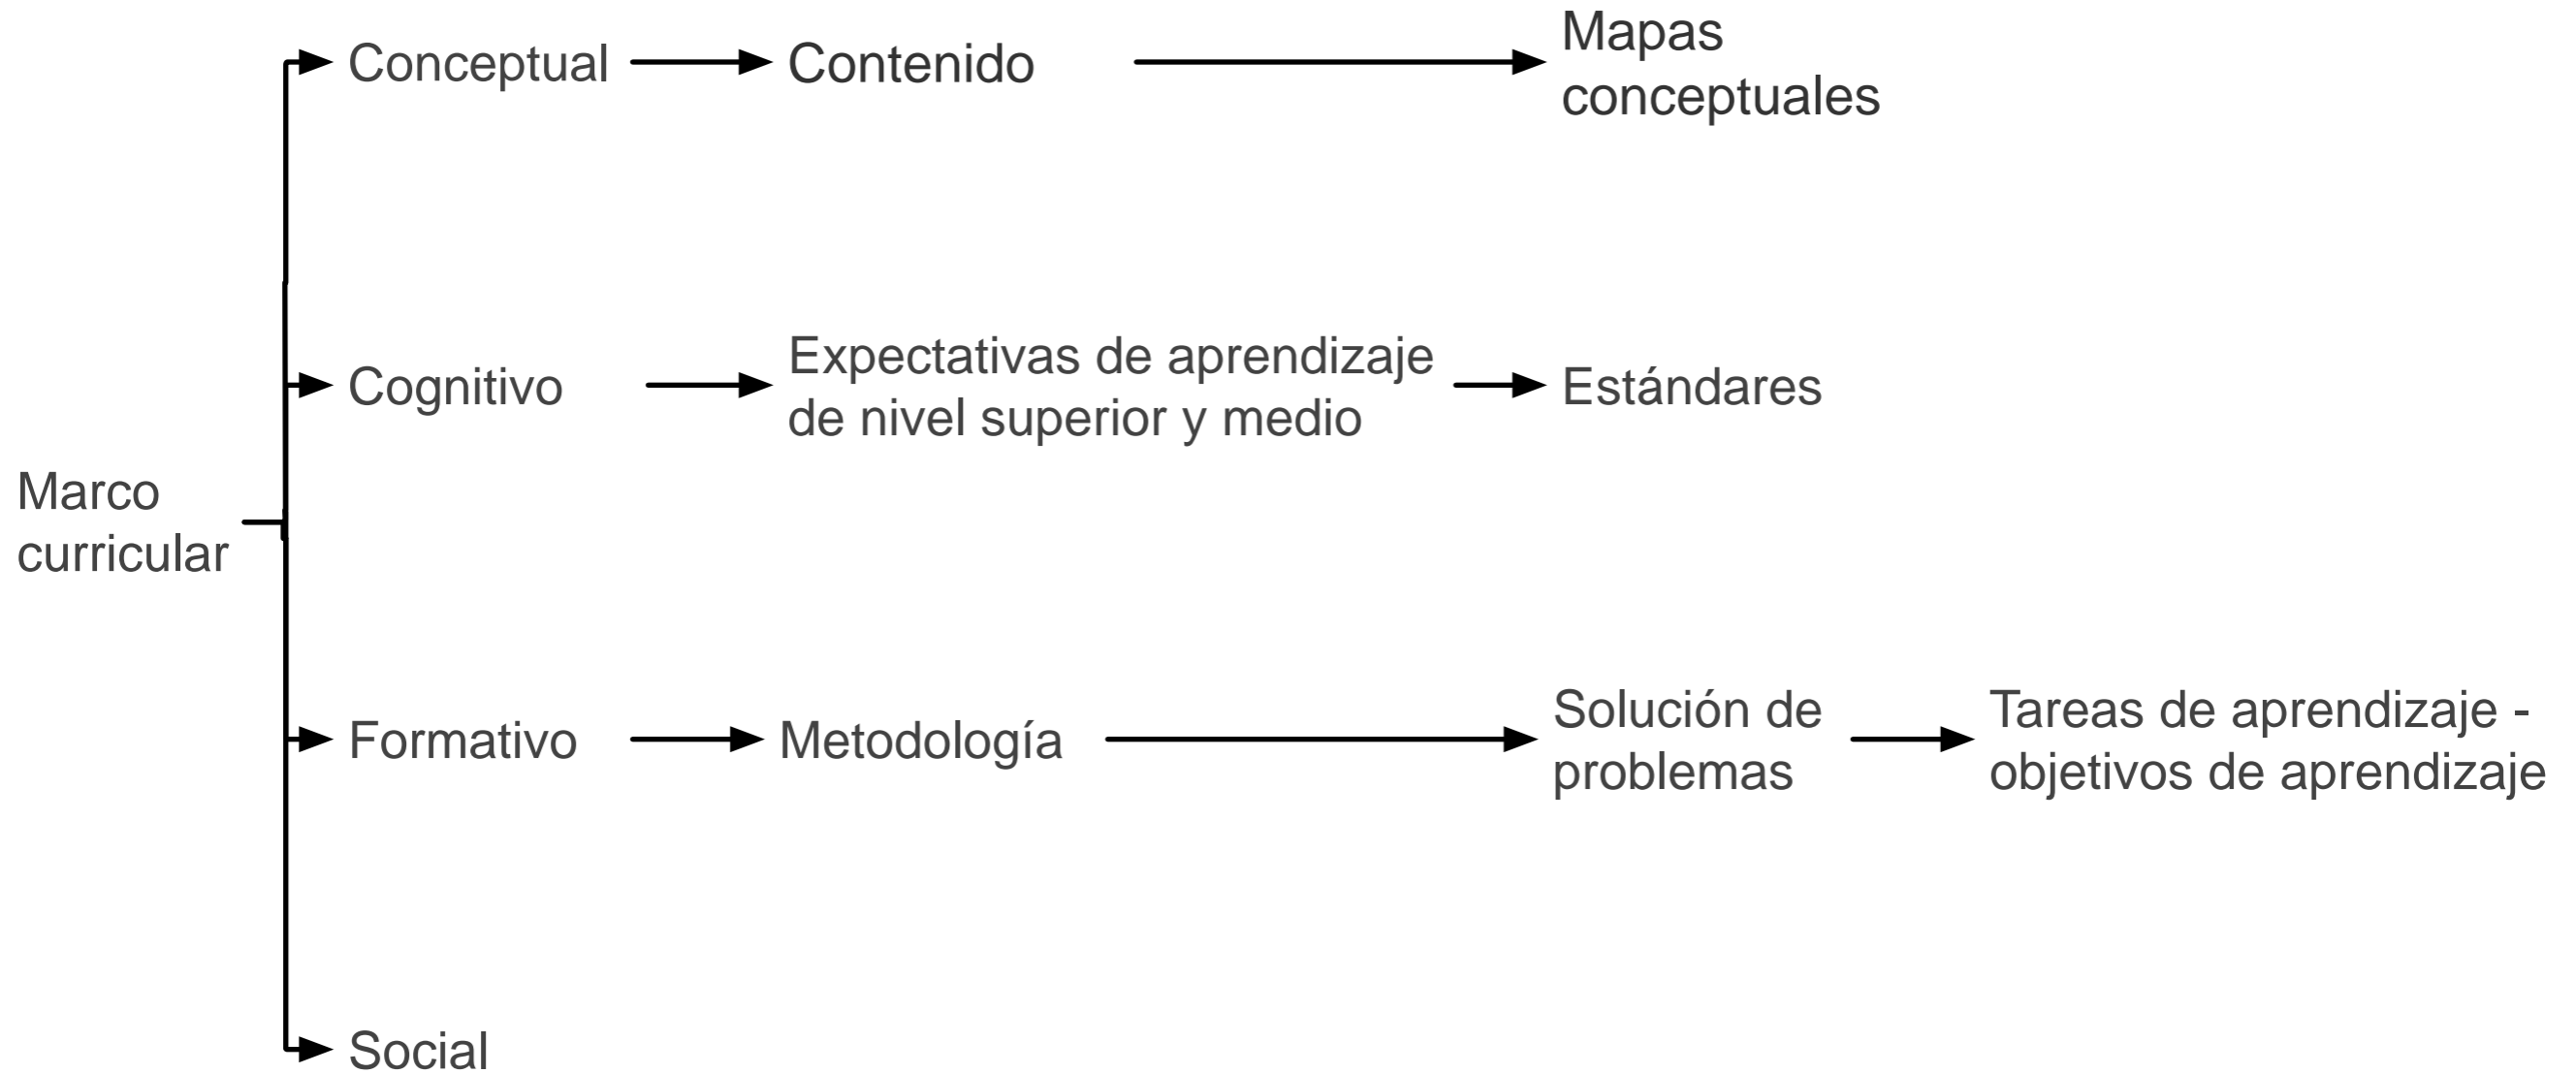 Mapas
conceptuales
Conceptual
Contenido
Expectativas de aprendizaje
de nivel superior y medio
Cognitivo
Estándares
Marco
curricular
Formativo
Metodología
Solución de
problemas
Tareas de aprendizaje -
objetivos de aprendizaje
Social